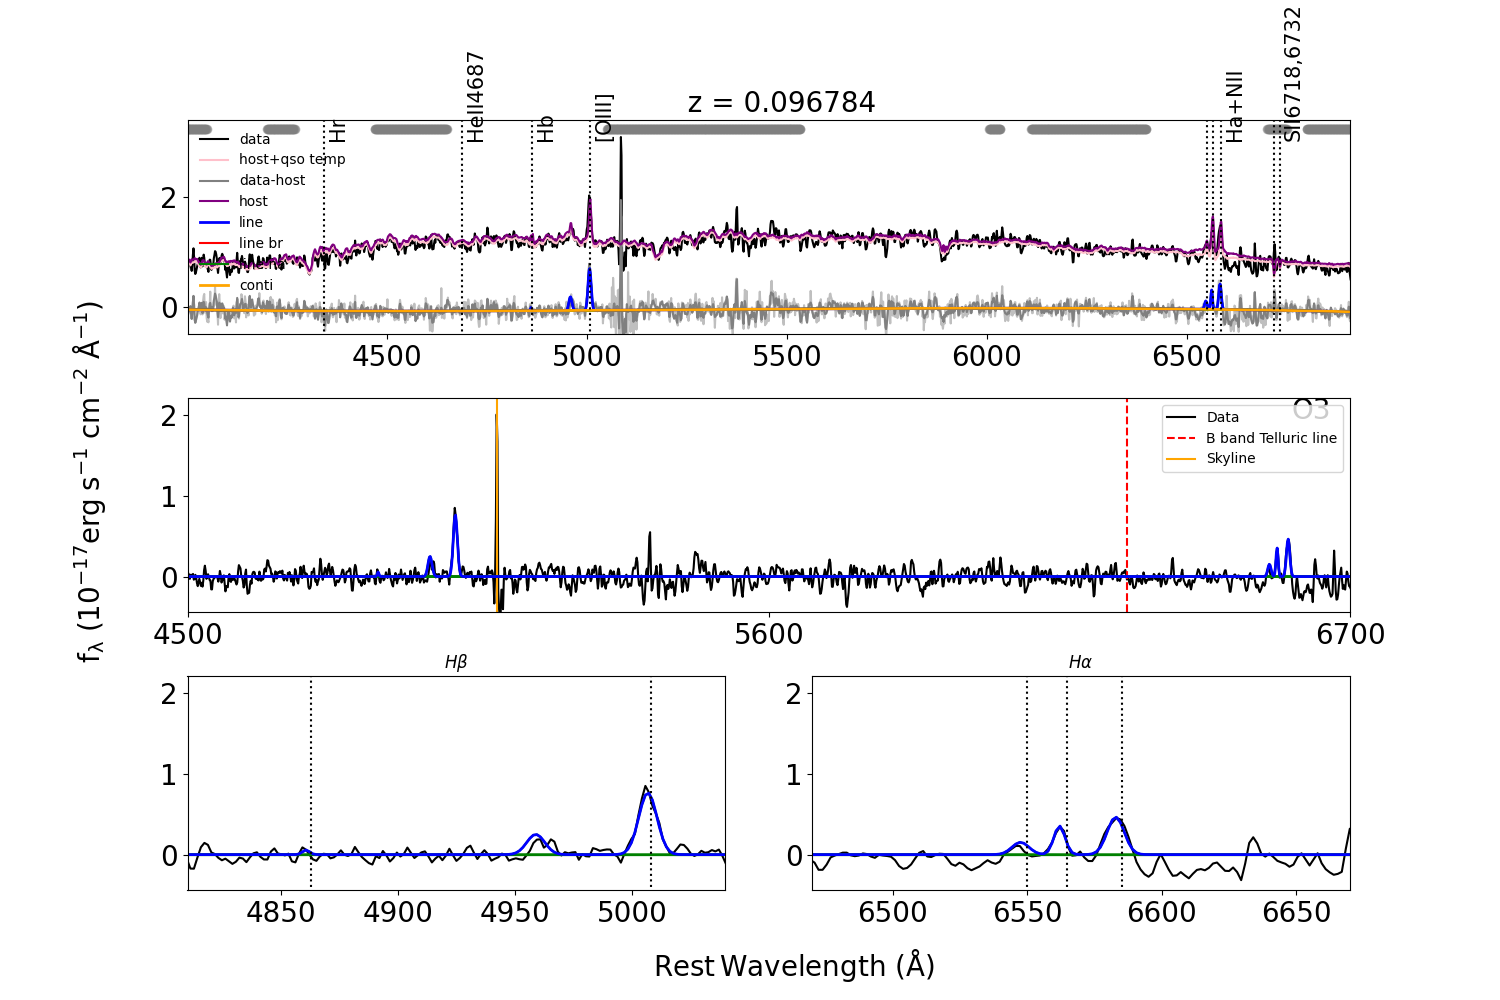 z = 0.096784
Hr
HeII4687
Hb
[OIII]
Ha+NII
SII6718,6732
data
host+qso temp
data-host
host
line
line br
conti
2
0
4500
5000
5500
6000
6500
O3
Data
B band Telluric line
Skyline
2
1
0
4500
5600
6700
fλ (10⁻¹⁷erg s⁻¹ cm⁻² Å⁻¹)
Hβ
2
1
0
4850
4900
4950
5000
Hα
2
1
0
6500
6550
6600
6650
Rest Wavelength (Å)